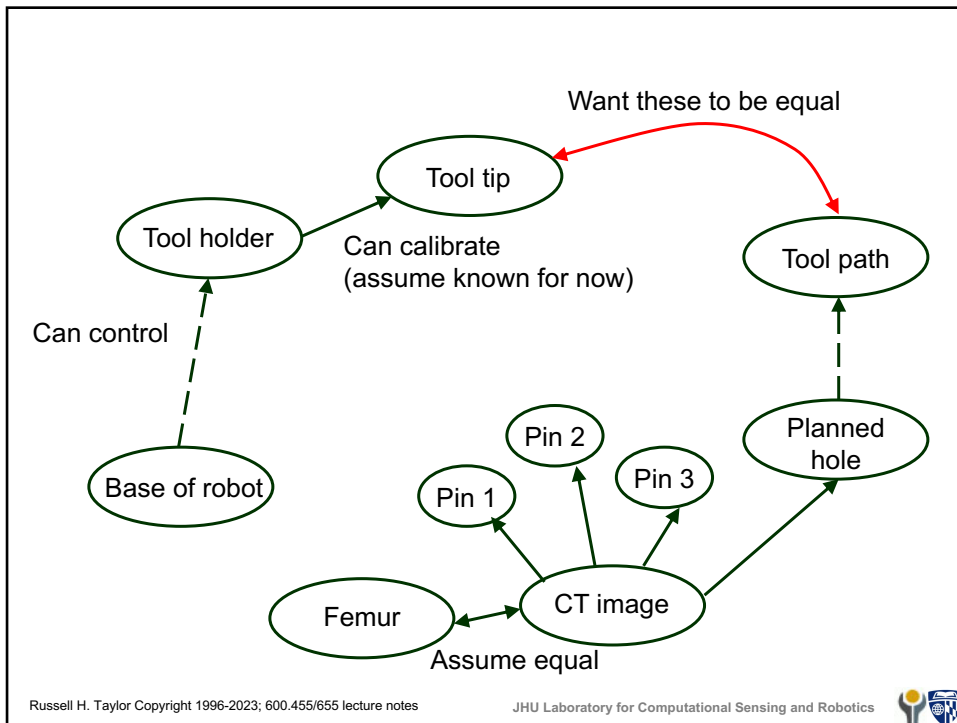 Want these to be equal
Tool tip
Tool holder
Can calibrate
(assume known for now)
Tool path
Can control
Planned
hole
Pin 2
Pin 3
Pin 1
Base of robot
CT image
Femur
Assume equal
Russell H. Taylor Copyright 1996-2023; 600.455/655 lecture notes
JHU Laboratory for Computational Sensing and Robotics